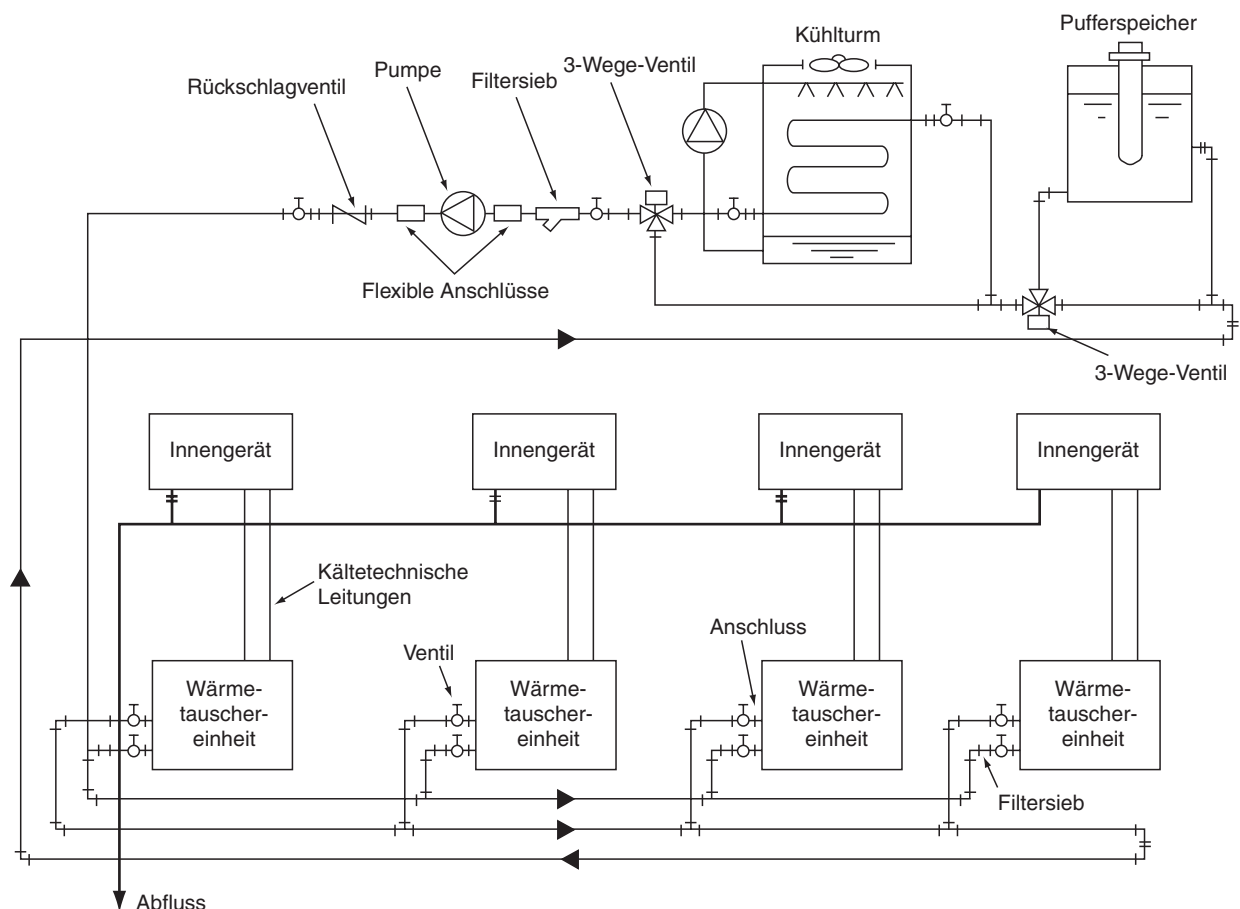 Pufferspeicher
Kühlturm
3-Wege-Ventil
Pumpe
Filtersieb
Rückschlagventil
Flexible Anschlüsse
3-Wege-Ventil
Innengerät
Innengerät
Innengerät
Innengerät
Kältetechnische
Leitungen
Anschluss
Ventil
Wärme-
tauscher-
einheit
Wärme-
tauscher-
einheit
Wärme-
tauscher-
einheit
Wärme-
tauscher-
einheit
Filtersieb
Abfluss